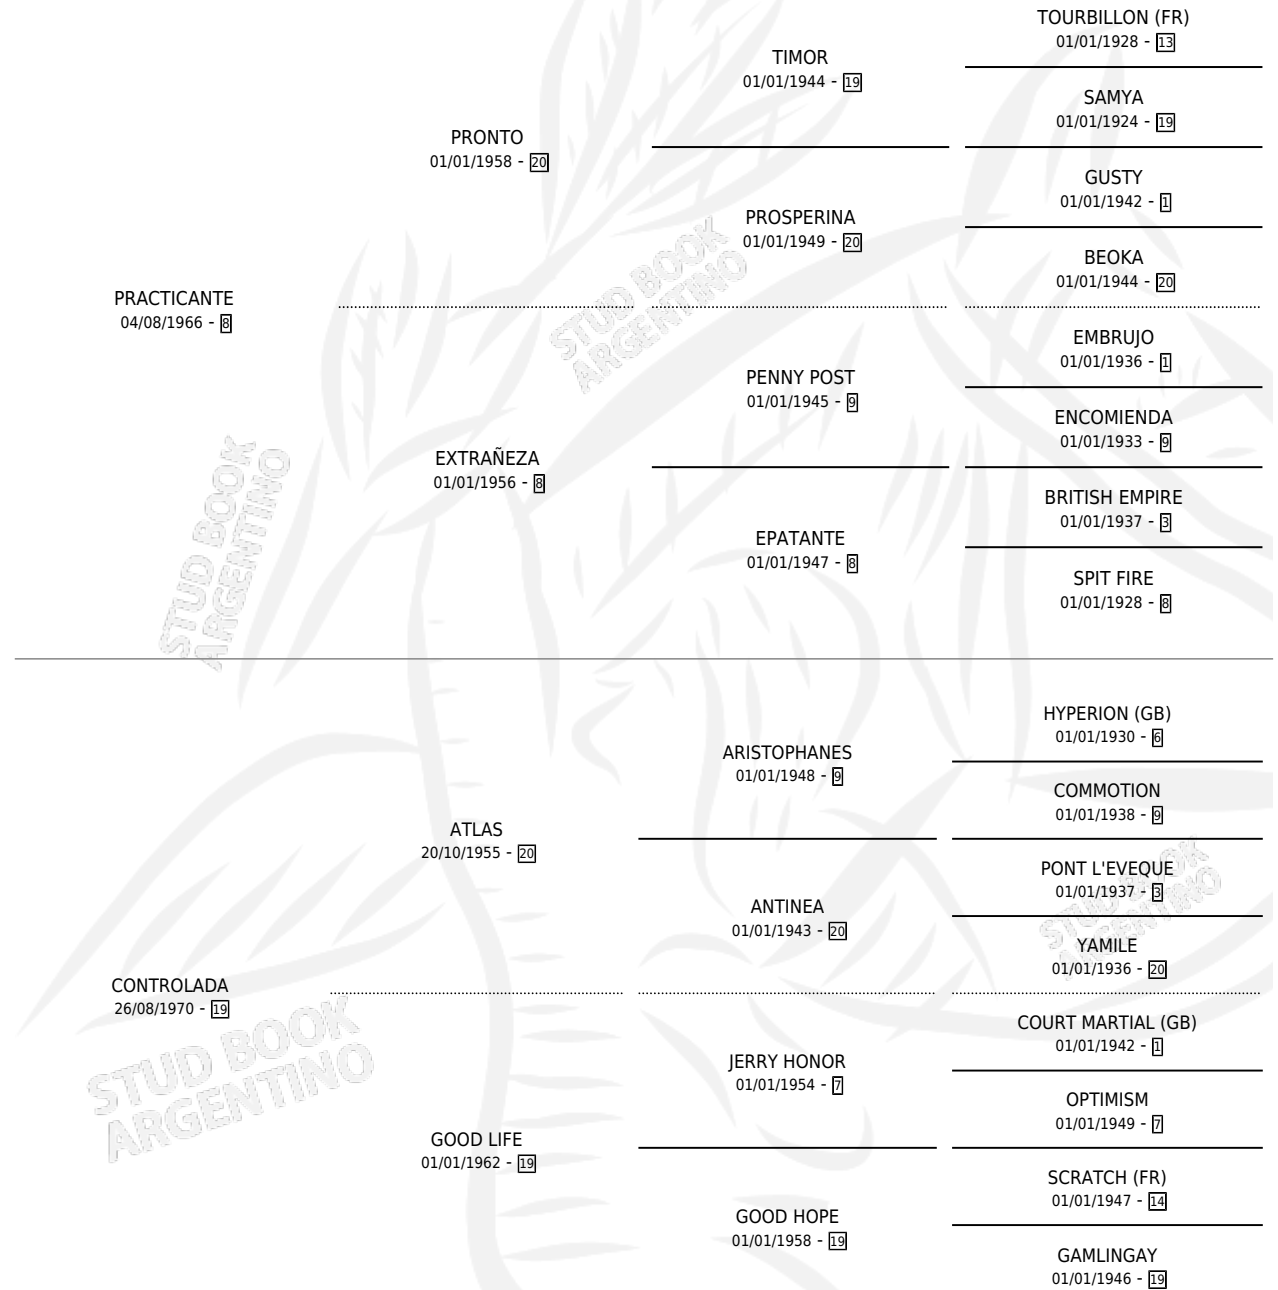 TOURBILLON (FR)
01/01/1928 - 13
TIMOR
01/01/1944 - 19
SAMYA
01/01/1924 - 19
PRONTO
01/01/1958 - 20
GUSTY
01/01/1942 - 1
PROSPERINA
01/01/1949 - 20
BEOKA
01/01/1944 - 20
PRACTICANTE
04/08/1966 - 8
STUD BOOK
ARGENTINO
EMBRUJO
01/01/1936 - 1
PENNY POST
01/01/1945 - 9
ENCOMIENDA
01/01/1933 - 9
EXTRAÑEZA
01/01/1956 - 8
BRITISH EMPIRE
01/01/1937 - 3
EPATANTE
01/01/1947 - 8
SPIT FIRE
01/01/1928 - 8
STUD BOOK
ARGENTINO
HYPERION (GB)
01/01/1930 - 6
ARISTOPHANES
01/01/1948 - 9
COMMOTION
01/01/1938 - 9
ATLAS
20/10/1955 - 20
PONT L'EVEQUE
01/01/1937 - 3
ANTINEA
01/01/1943 - 20
STUD BOOK
ARGENTINO
YAMILE
01/01/1936 - 20
CONTROLADA
26/08/1970 - 19
STUD BOOK
ARGENTINO
COURT MARTIAL (GB)
01/01/1942 - 1
JERRY HONOR
01/01/1954 - 7
OPTIMISM
01/01/1949 - 7
GOOD LIFE
01/01/1962 - 19
SCRATCH (FR)
01/01/1947 - 14
GOOD HOPE
01/01/1958 - 19
GAMLINGAY
01/01/1946 - 19